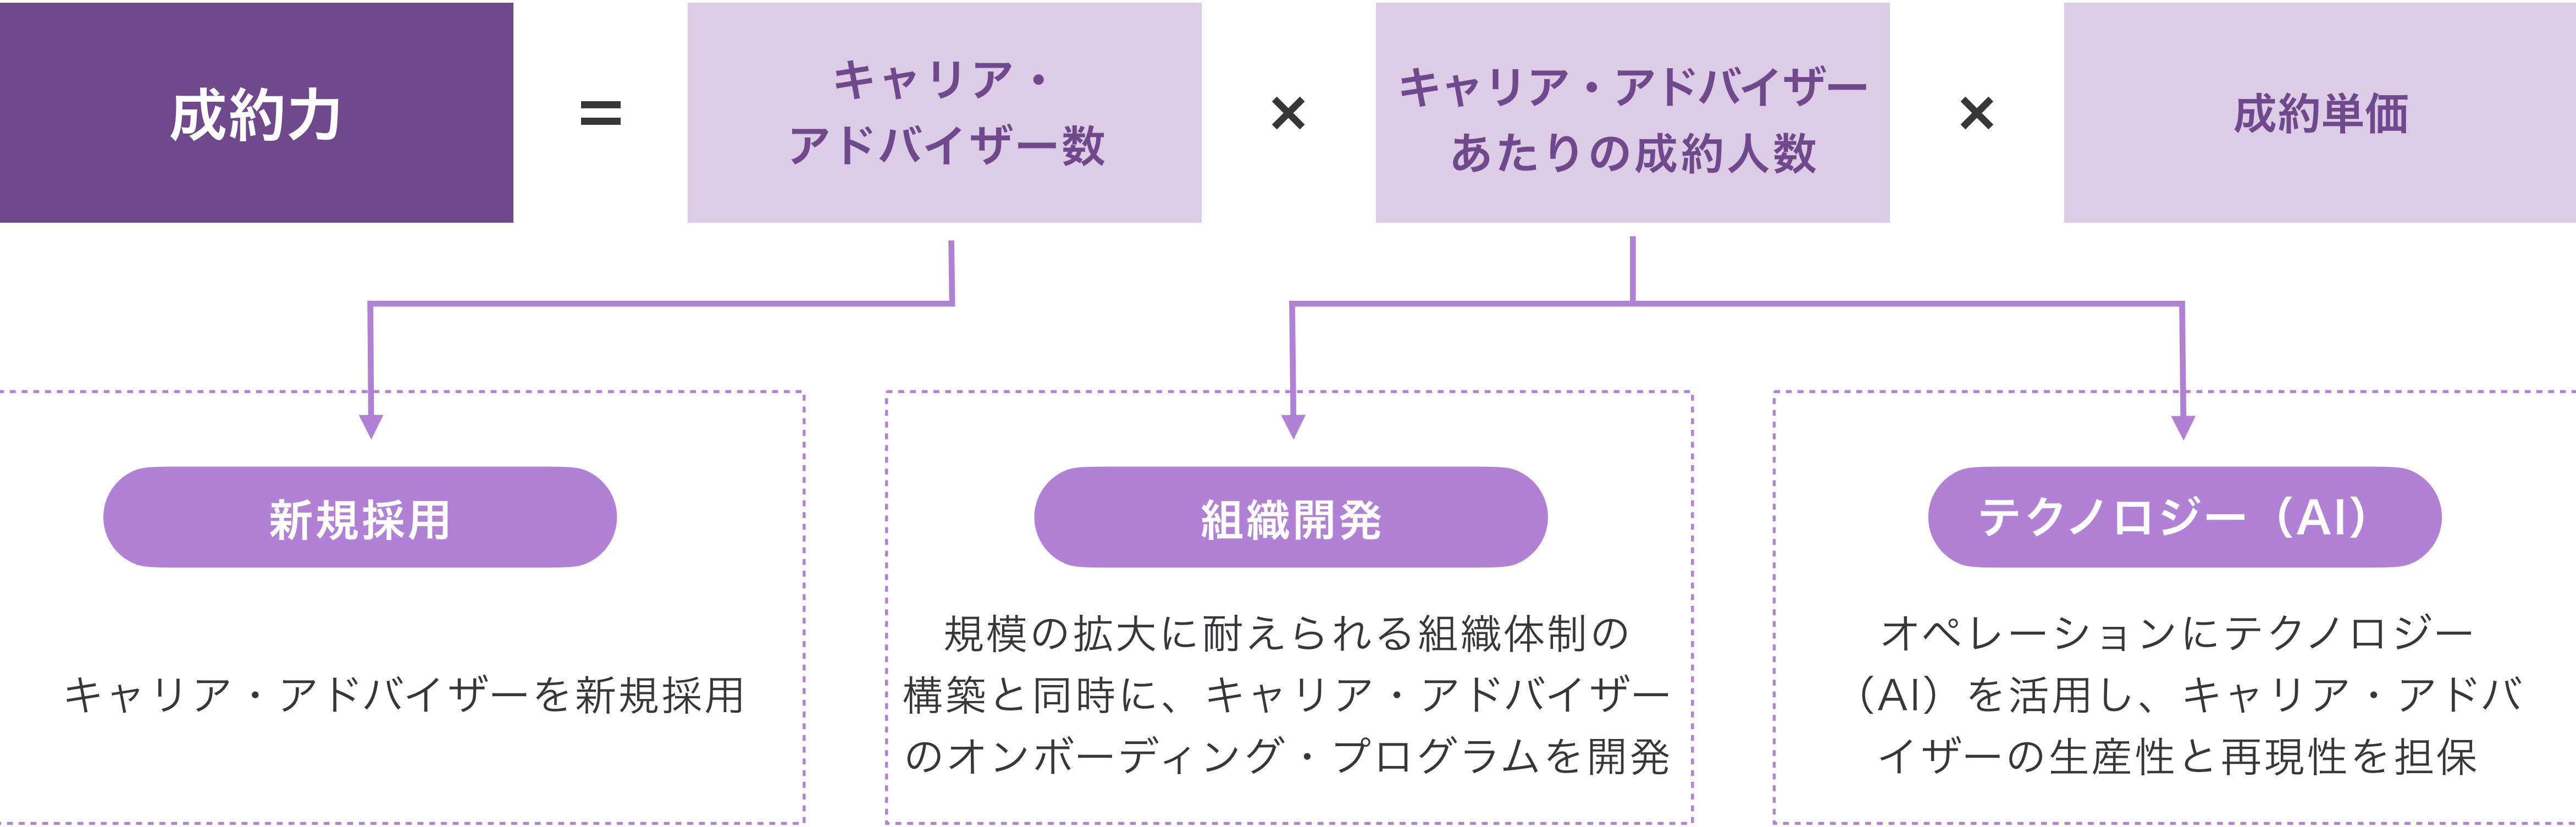 成約力
=
キャリア・
アドバイザー数
×
キャリア・アドバイザー
あたりの成約人数
×
成約単価
新規採用
キャリア・アドバイザーを新規採用
組織開発
規模の拡大に耐えられる組織体制の
構築と同時に、キャリア・アドバイザー
のオンボーディング・プログラムを開発
テクノロジー（AI）
オペレーションにテクノロジー
（AI）を活用し、キャリア・アドバ
イザーの生産性と再現性を担保